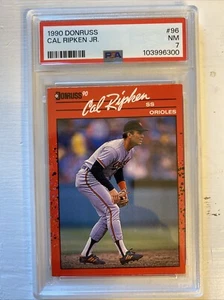 1990 DONRUSS #96
CAL RIPKEN JR. NM
7
PSA 103996300
DONRUSS '90
Cal Ripken
SS
ORIOLES